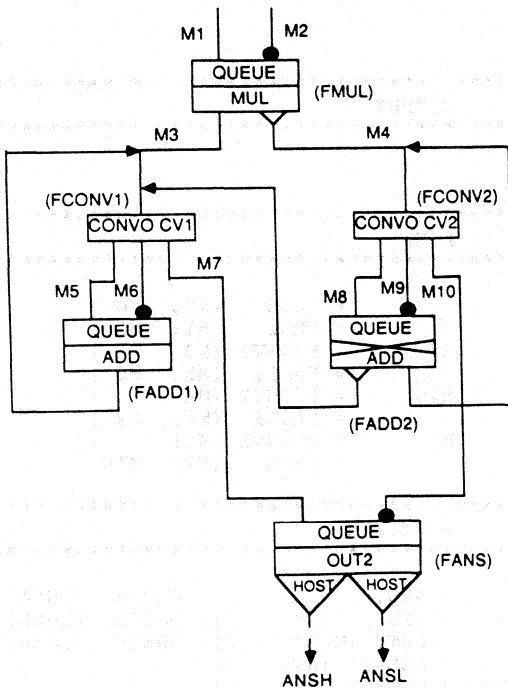 M1 M2
QUEUE
MUL (FMUL)
M3 M4
(FCONV1) (FCONV2)
CONVO CV1 CONVO CV2
M7
M5 M6 M8 M9 M10
QUEUE QUEUE
ADD ADD
(FADD1) (FADD2)
QUEUE
OUT2 (FANS)
HOST HOST
ANSH ANSL